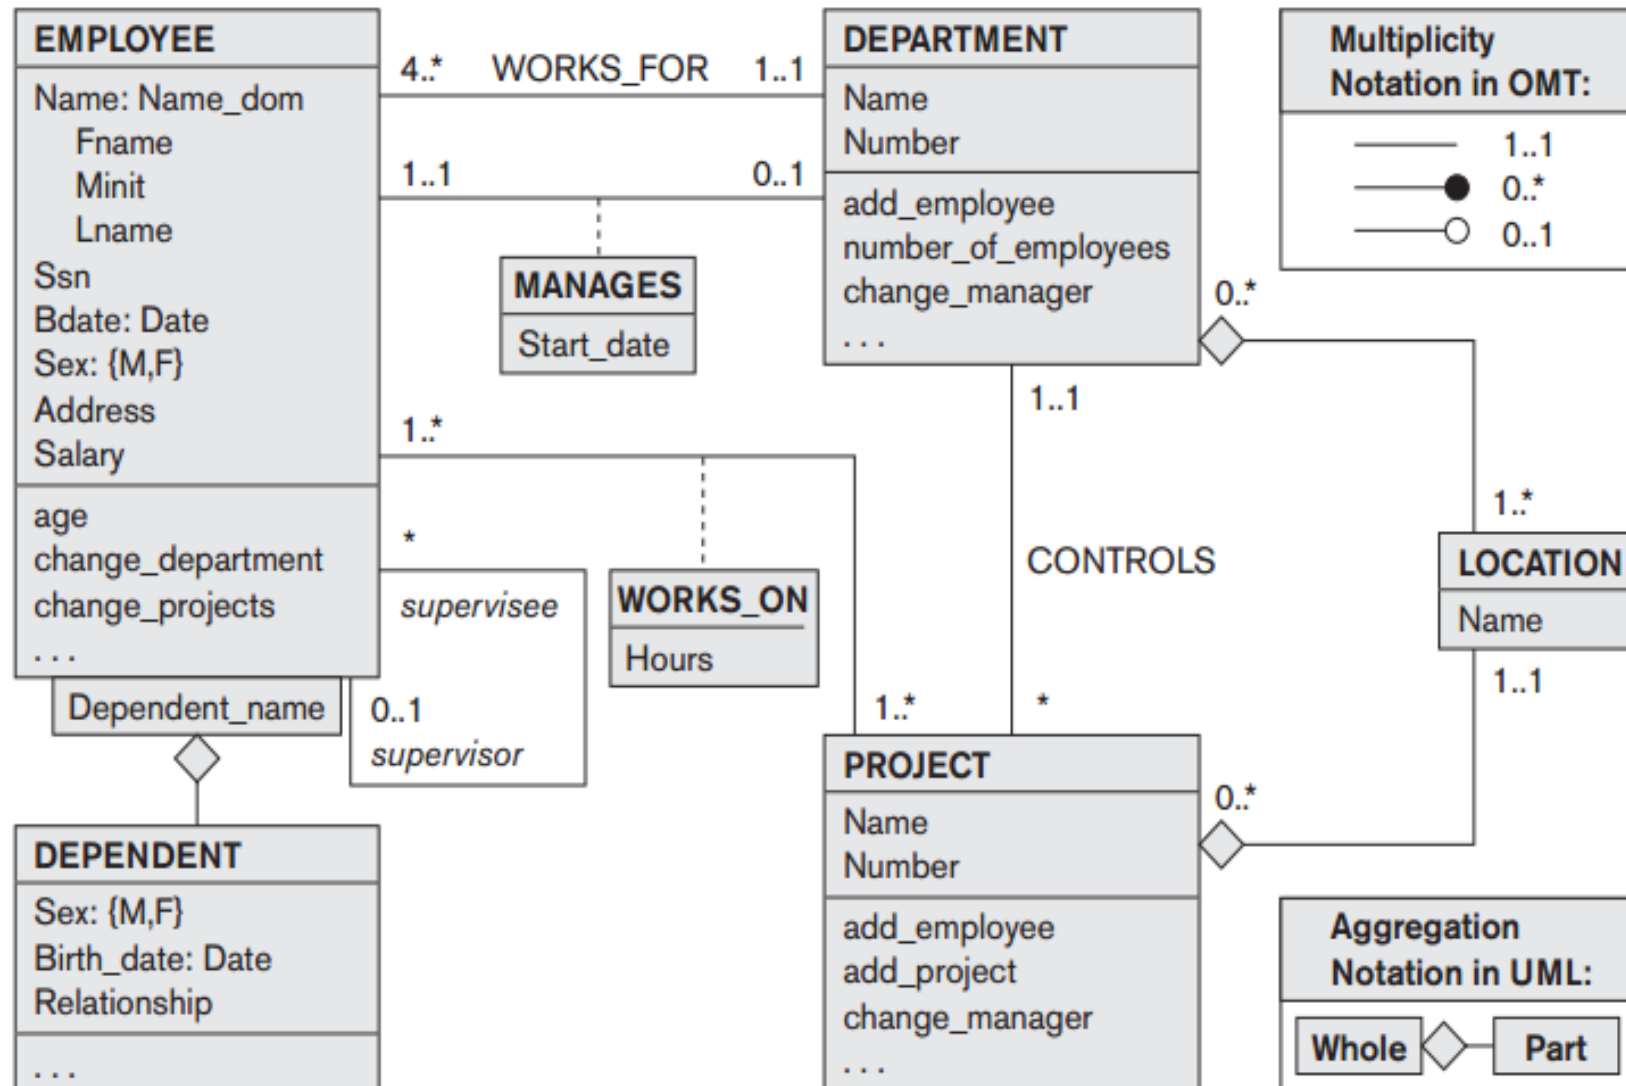 EMPLOYEE
Name: Name_dom
Fname
Minit
Lname
Ssn
Bdate: Date
Sex: {M,F}
Address
Salary
age
change_department
change_projects
. . .
Dependent_name
DEPENDENT
Sex: {M,F}
Birth_date: Date
Relationship
. . .
4..* WORKS_FOR 1..1
1..1 0..1
MANAGES
Start_date
1..*
*
supervisee
0..1
supervisor
WORKS_ON
Hours
1..*
DEPARTMENT
Name
Number
add_employee
number_of_employees
change_manager
. . .
1..1
CONTROLS
*
PROJECT
Name
Number
add_employee
add_project
change_manager
. . .
0..*
1..*
LOCATION
Name
1..1
0..*
Multiplicity
Notation in OMT:
1..1
0..*
0..1
Aggregation
Notation in UML:
Whole Part